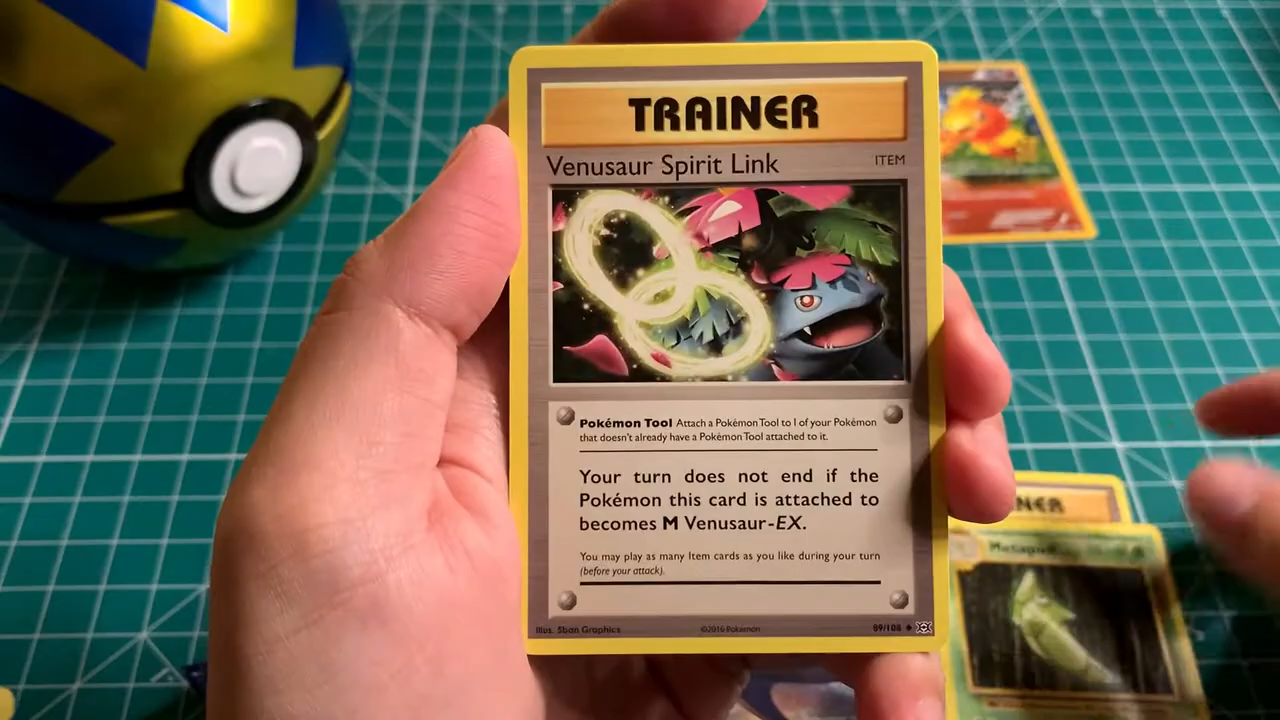 TRAINER
Venusaur Spirit Link
ITEM
Pokémon Tool Attach a Pokémon Tool to 1 of your Pokémon
that doesn't already have a Pokémon Tool attached to it.
Your turn does not end if the
Pokémon this card is attached to
becomes M Venusaur-EX.
You may play as many Item cards as you like during your turn
(before your attack).
Illus. 5ban Graphics
©2016 Pokémon
89/108
NER
Metapod